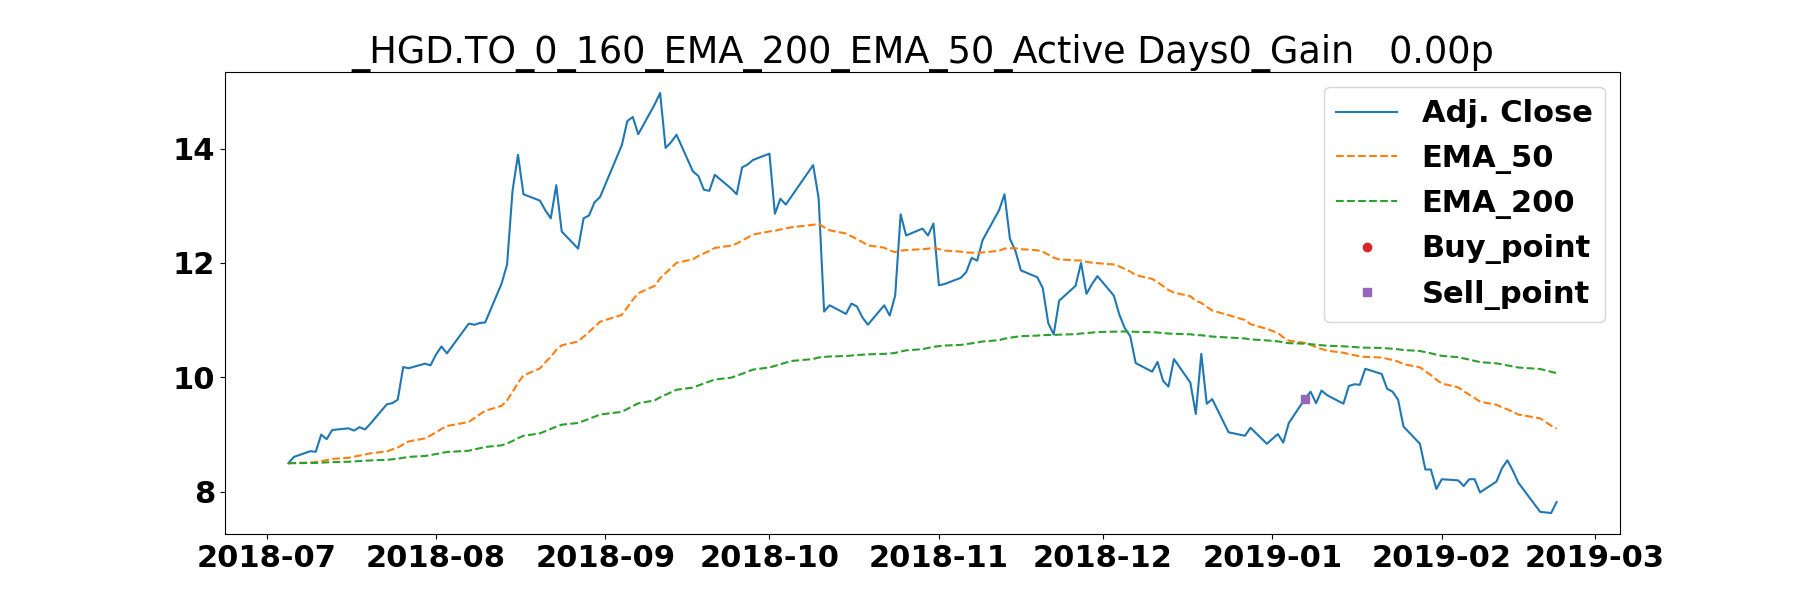 _HGD.TO_0_160_EMA_200_EMA_50_Active Days0_Gain   0.00p
Adj. Close
EMA_50
EMA_200
Buy_point
Sell_point
14
12
10
8
2018-07 2018-08 2018-09 2018-10 2018-11 2018-12 2019-01 2019-02 2019-03